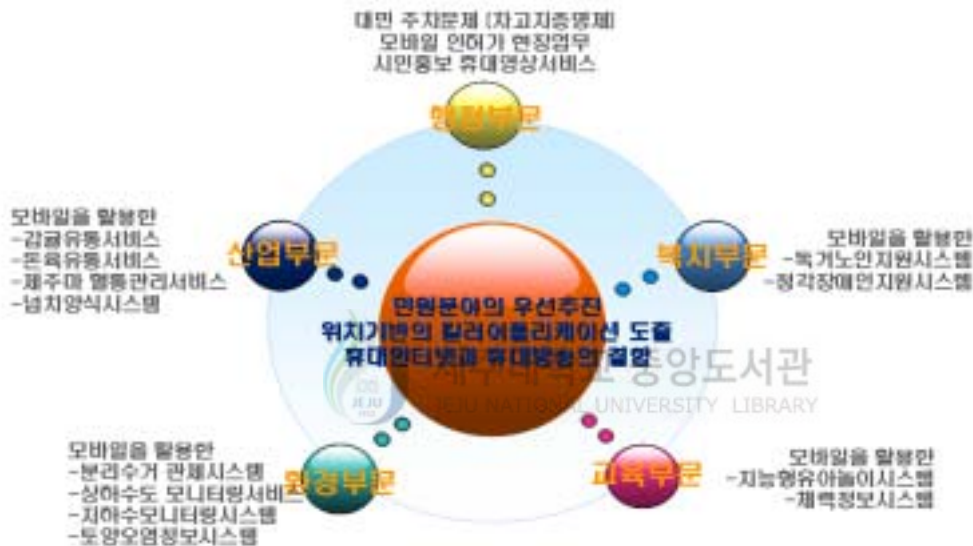 대민 주차문제 (차고지증명제)
모바일 인허가 현장업무
시민홍보 휴대영상서비스
행정부문
모바일을 활용한
-감귤유통서비스
-돈육유통서비스
-제주마 혈통관리서비스
-넙치양식시스템
산업부문
복지부문
모바일을 활용한
-독거노인지원시스템
-청각장애인지원시스템
민원분야의 우선추진
위치기반의 킬러어플리케이션 도출
휴대인터넷과 휴대방송의 결합
제주대학교 중앙도서관
JEJU NATIONAL UNIVERSITY LIBRARY
JEJU
1952
모바일을 활용한
-분리수거 관제시스템
-상하수도 모니터링서비스
-지하수모니터링시스템
-토양오염정보시스템
환경부문
교육부문
모바일을 활용한
-지능형유아놀이시스템
-체력정보시스템